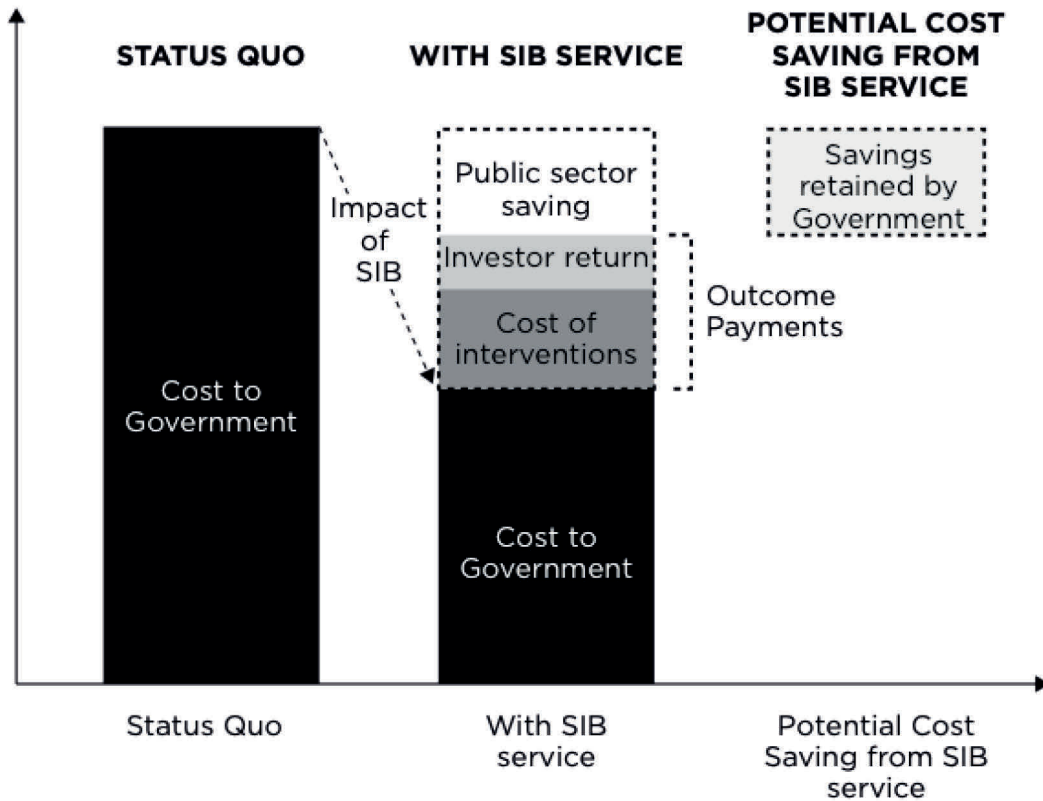 STATUS QUO
WITH SIB SERVICE
POTENTIAL COST
SAVING FROM
SIB SERVICE
Cost to
Government
Impact
of
SIB
Public sector
saving
Investor return
Cost of
interventions
Cost to
Government
Outcome
Payments
Savings
retained by
Government
Status Quo
With SIB
service
Potential Cost
Saving from SIB
service